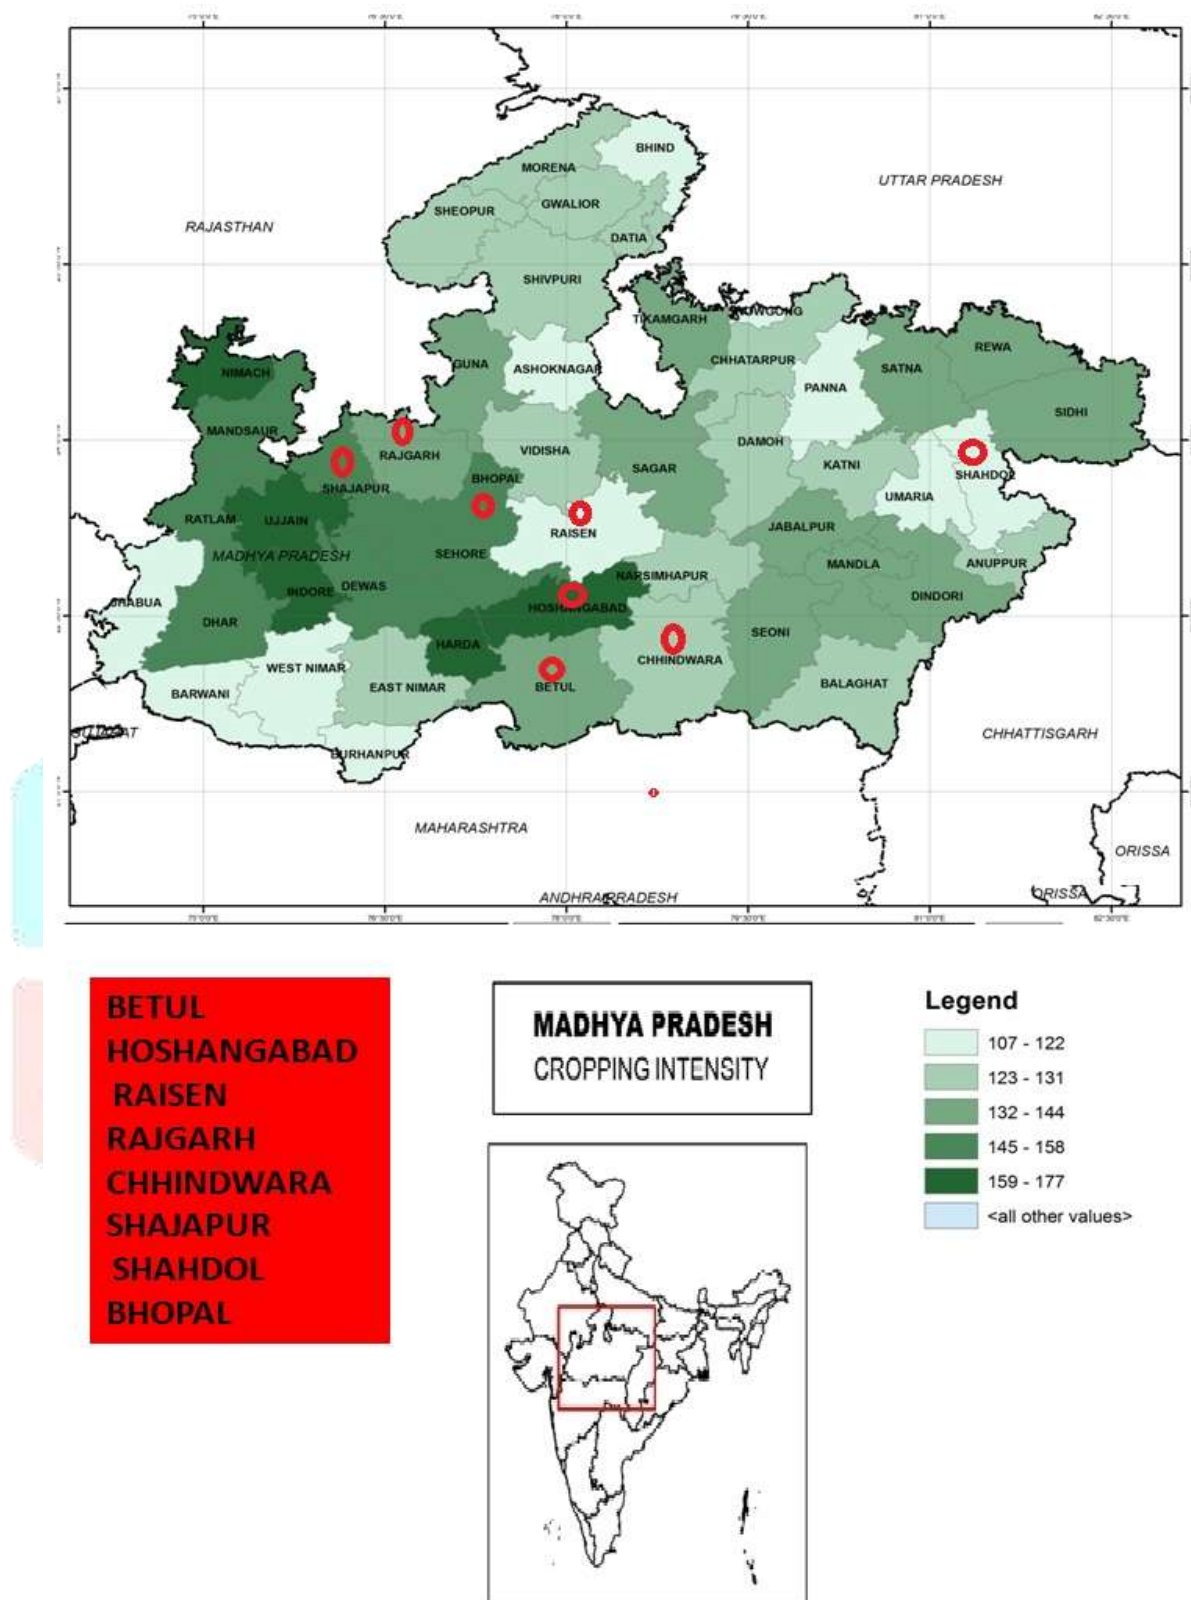 BHIND
MORENA
UTTAR PRADESH
GWALIOR
SHEOPUR
RAJASTHAN
DATIA
SHIVPURI
TIKAMGARH
REWA
GUNA
CHHATARPUR
ASHOKNAGAR
SATNA
NIMACH
PANNA
SIDHI
MANDSAUR
DAMOH
VIDISHA
RAJGARH
KATNI
SAGAR
SHAHDOL
BHOPAL
SHAJAPUR
UMARIA
RATLAM
UJJAIN
JABALPUR
RAISEN
SEHORE
MADHYA PRADESH
MANDLA
ANUPPUR
NARSIMHAPUR
DEWAS
INDORE
DINDORI
JHABUA
HOSHANGABAD
DHAR
SEONI
HARDA
CHHINDWARA
WEST NIMAR
BALAGHAT
EAST NIMAR
BETUL
BARWANI
GUJARAT
CHHATTISGARH
BURHANPUR
MAHARASHTRA
ORISSA
ANDHRA PRADESH
ORISSA
BETUL
HOSHANGABAD
RAISEN
RAJGARH
CHHINDWARA
SHAJAPUR
SHAHDOL
BHOPAL
MADHYA PRADESH
CROPPING INTENSITY
Legend
107 - 122
123 - 131
132 - 144
145 - 158
159 - 177
<all other values>